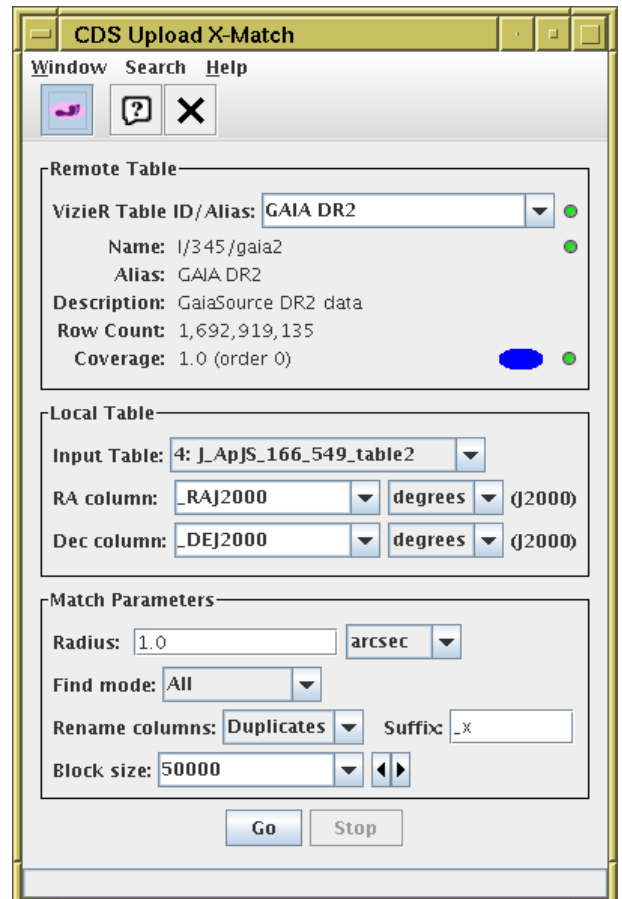 CDS Upload X-Match
Window Search Help
Remote Table
VizieR Table ID/Alias: GAIA DR2
Name: I/345/gaia2
Alias: GAIA DR2
Description: GaiaSource DR2 data
Row Count: 1,692,919,135
Coverage: 1.0 (order 0)
Local Table
Input Table: 4: J_ApJS_166_549_table2
RA column: _RAJ2000 degrees (J2000)
Dec column: _DEJ2000 degrees (J2000)
Match Parameters
Radius: 1.0 arcsec
Find mode: All
Rename columns: Duplicates Suffix: _x
Block size: 50000
Go Stop